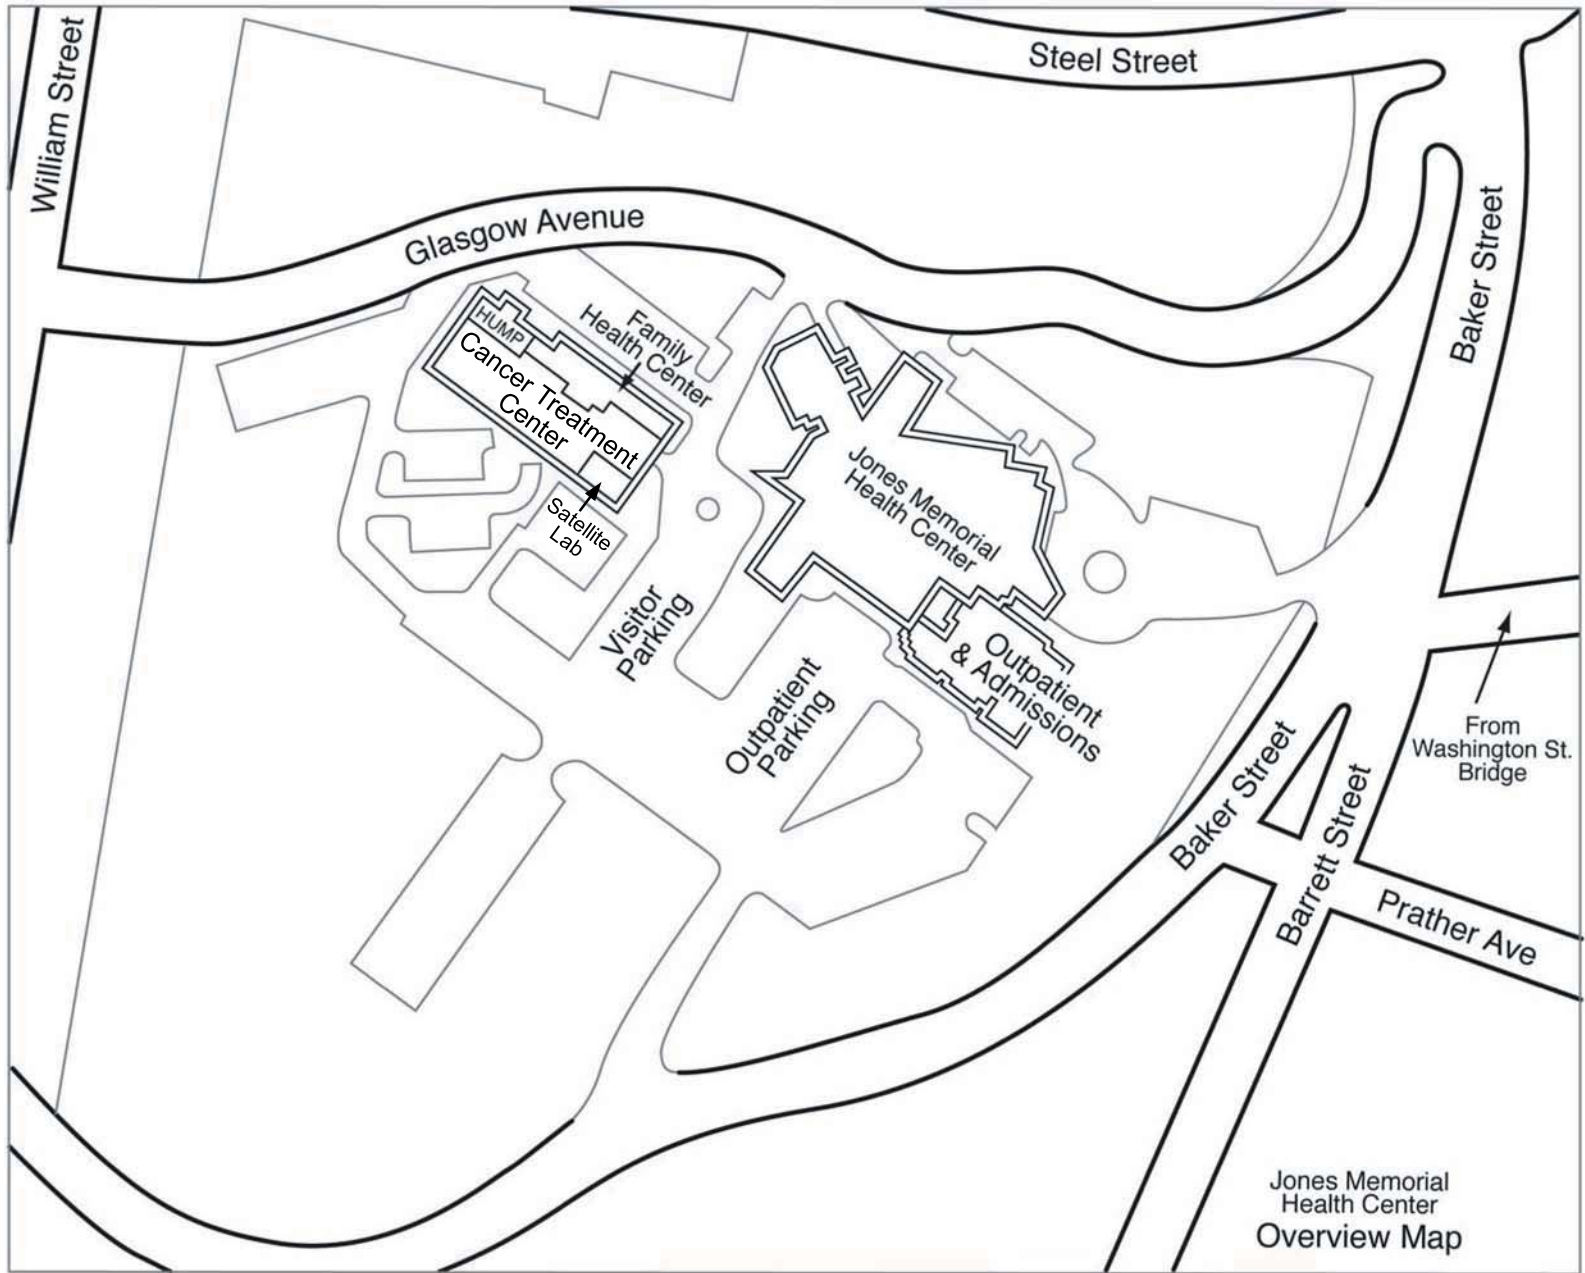 Steel Street
William Street
Glasgow Avenue
Baker Street
HUMP
Family
Health Center
Cancer Treatment
Center
Satellite
Lab
Jones Memorial
Health Center
Visitor
Parking
Outpatient
& Admissions
Outpatient
Parking
From
Washington St.
Bridge
Baker Street
Barrett Street
Prather Ave
Jones Memorial
Health Center
Overview Map